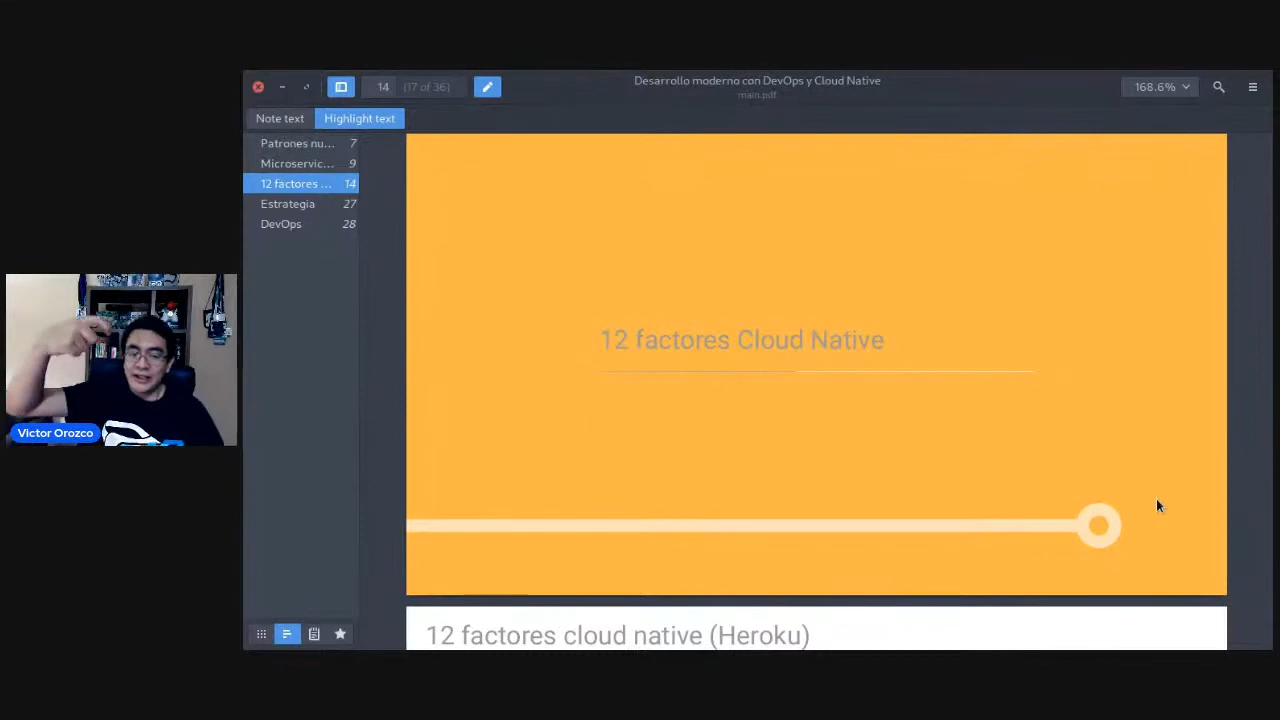 14 (17 of 36)
Desarrollo moderno con DevOps y Cloud Native
main.pdf
168.6%
Note text
Highlight text
Patrones nu... 7
Microservic... 9
12 factores ... 14
Estrategia 27
DevOps 28
12 factores Cloud Native
Victor Orozco
12 factores cloud native (Heroku)